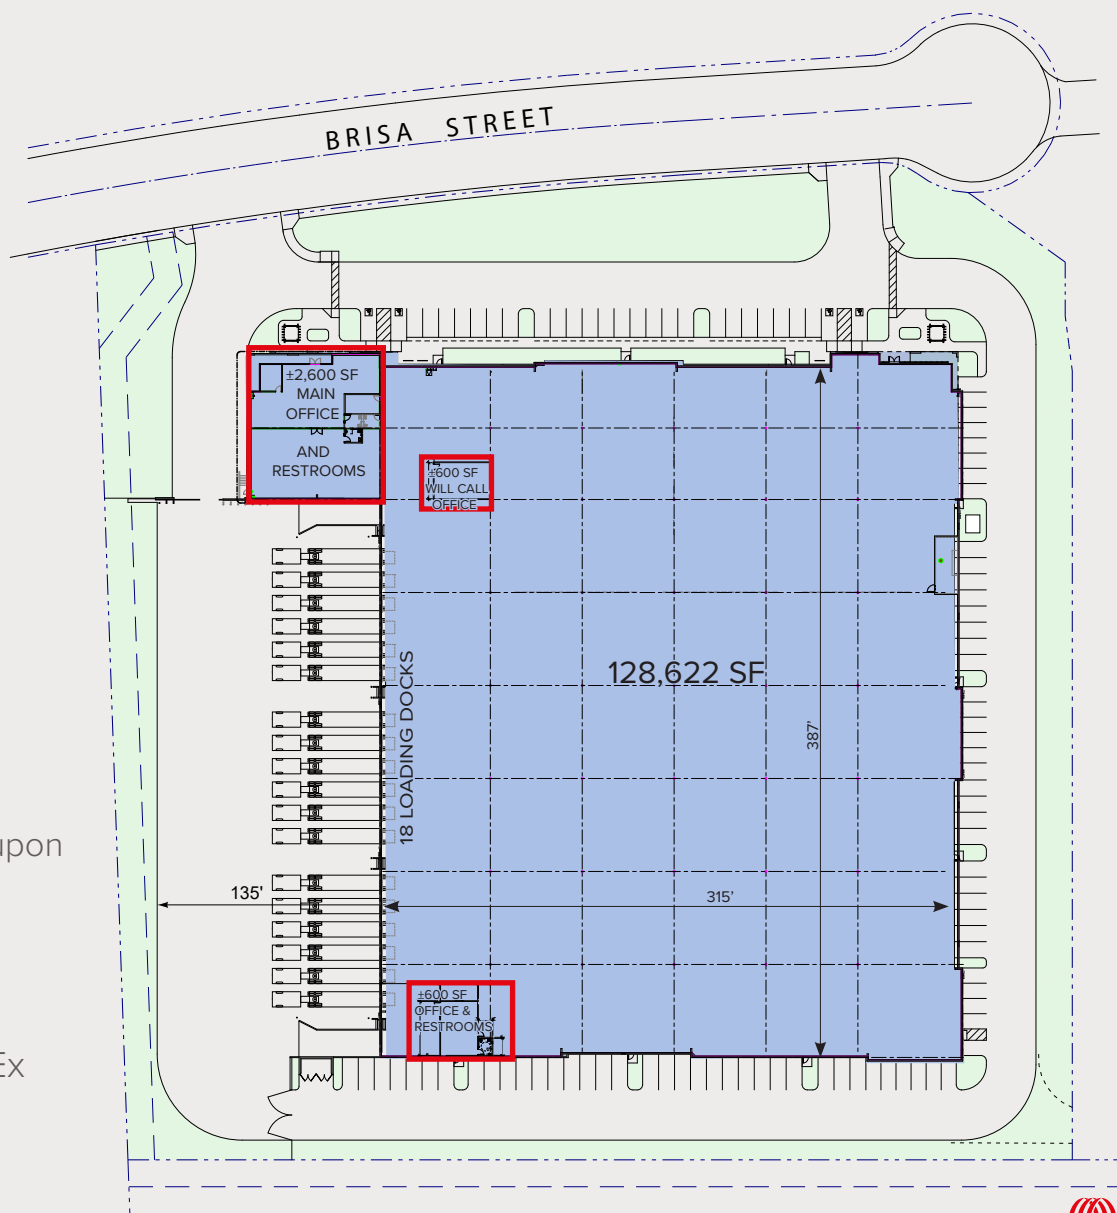 BRISA STREET
±2,600 SF
MAIN
OFFICE
AND
RESTROOMS
±600 SF
WILL CALL
OFFICE
128,622 SF
18 LOADING DOCKS
387'
upon
135'
315'
±600 SF
OFFICE &
RESTROOMS
Ex